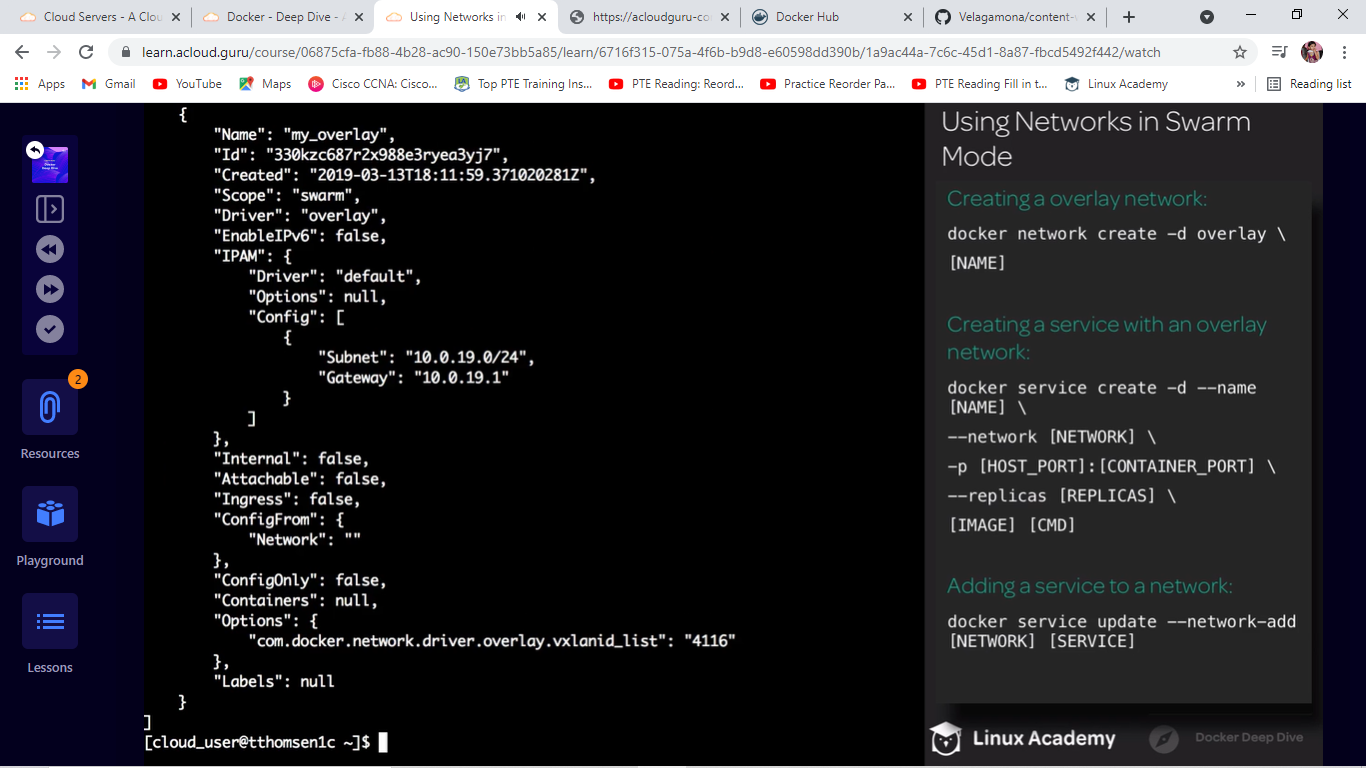 Cloud Servers - A Clou
Docker - Deep Dive - A
Using Networks in
https://acloudguru-co
Docker Hub
Velagamona/content-
learn.acloud.guru/course/06875cfa-fb88-4b28-ac90-150e73bb5a85/learn/6716f315-075a-4f6b-b9d8-e60598dd390b/1a9ac44a-7c6c-45d1-8a87-fbcd5492f442/watch
Apps
Gmail
YouTube
Maps
Cisco CCNA: Cisco...
Top PTE Training Ins...
PTE Reading: Reord...
Practice Reorder Pa...
PTE Reading Fill in t...
Linux Academy
»
Reading list
2
Resources
Playground
Lessons
{
"Name": "my_overlay",
"Id": "330kzc687r2x988e3ryea3yj7",
"Created": "2019-03-13T18:11:59.371020281Z",
"Scope": "swarm",
"Driver": "overlay",
"EnableIPv6": false,
"IPAM": {
"Driver": "default",
"Options": null,
"Config": [
{
"Subnet": "10.0.19.0/24",
"Gateway": "10.0.19.1"
}
]
},
"Internal": false,
"Attachable": false,
"Ingress": false,
"ConfigFrom": {
"Network": ""
},
"ConfigOnly": false,
"Containers": null,
"Options": {
"com.docker.network.driver.overlay.vxlanid_list": "4116"
},
"Labels": null
}
]
[cloud_user@tthomsen1c ~]$
Using Networks in Swarm
Mode
Creating a overlay network:
docker network create -d overlay \
[NAME]
Creating a service with an overlay
network:
docker service create -d --name
[NAME] \
--network [NETWORK] \
-p [HOST_PORT]:[CONTAINER_PORT] \
--replicas [REPLICAS] \
[IMAGE] [CMD]
Adding a service to a network:
docker service update --network-add
[NETWORK] [SERVICE]
Linux Academy
Docker Deep Dive